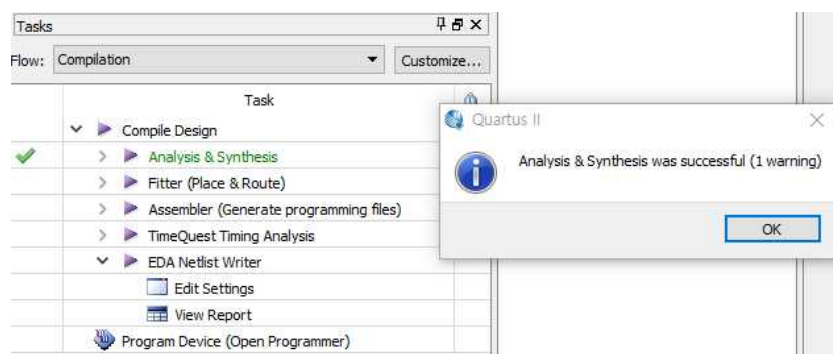 Tasks
Flow: Compilation Customize...
Task
Compile Design
Analysis & Synthesis
Fitter (Place & Route)
Assembler (Generate programming files)
TimeQuest Timing Analysis
EDA Netlist Writer
Edit Settings
View Report
Program Device (Open Programmer)
Quartus II
Analysis & Synthesis was successful (1 warning)
OK